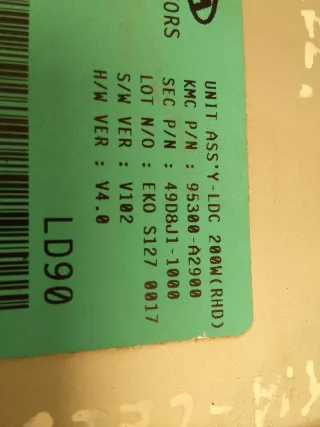 ORS
UNIT ASS'Y-LDC 200W(RHD)
KMC P/N : 95300-A2900
SEC P/N : 49D8J1-1000
LOT N/O : EKO S127 0017
S/W VER : V102
H/W VER : V4.0
LD90